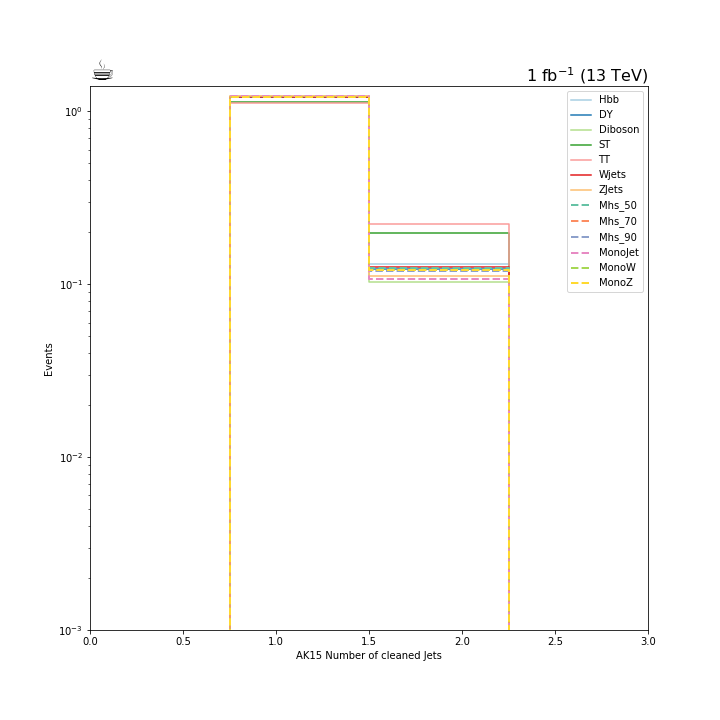 ☕
1 fb⁻¹ (13 TeV)
Hbb
DY
Diboson
ST
TT
Wjets
ZJets
Mhs_50
Mhs_70
Mhs_90
MonoJet
MonoW
MonoZ
10⁰
10⁻¹
10⁻²
10⁻³
Events
0.0 0.5 1.0 1.5 2.0 2.5 3.0
AK15 Number of cleaned Jets